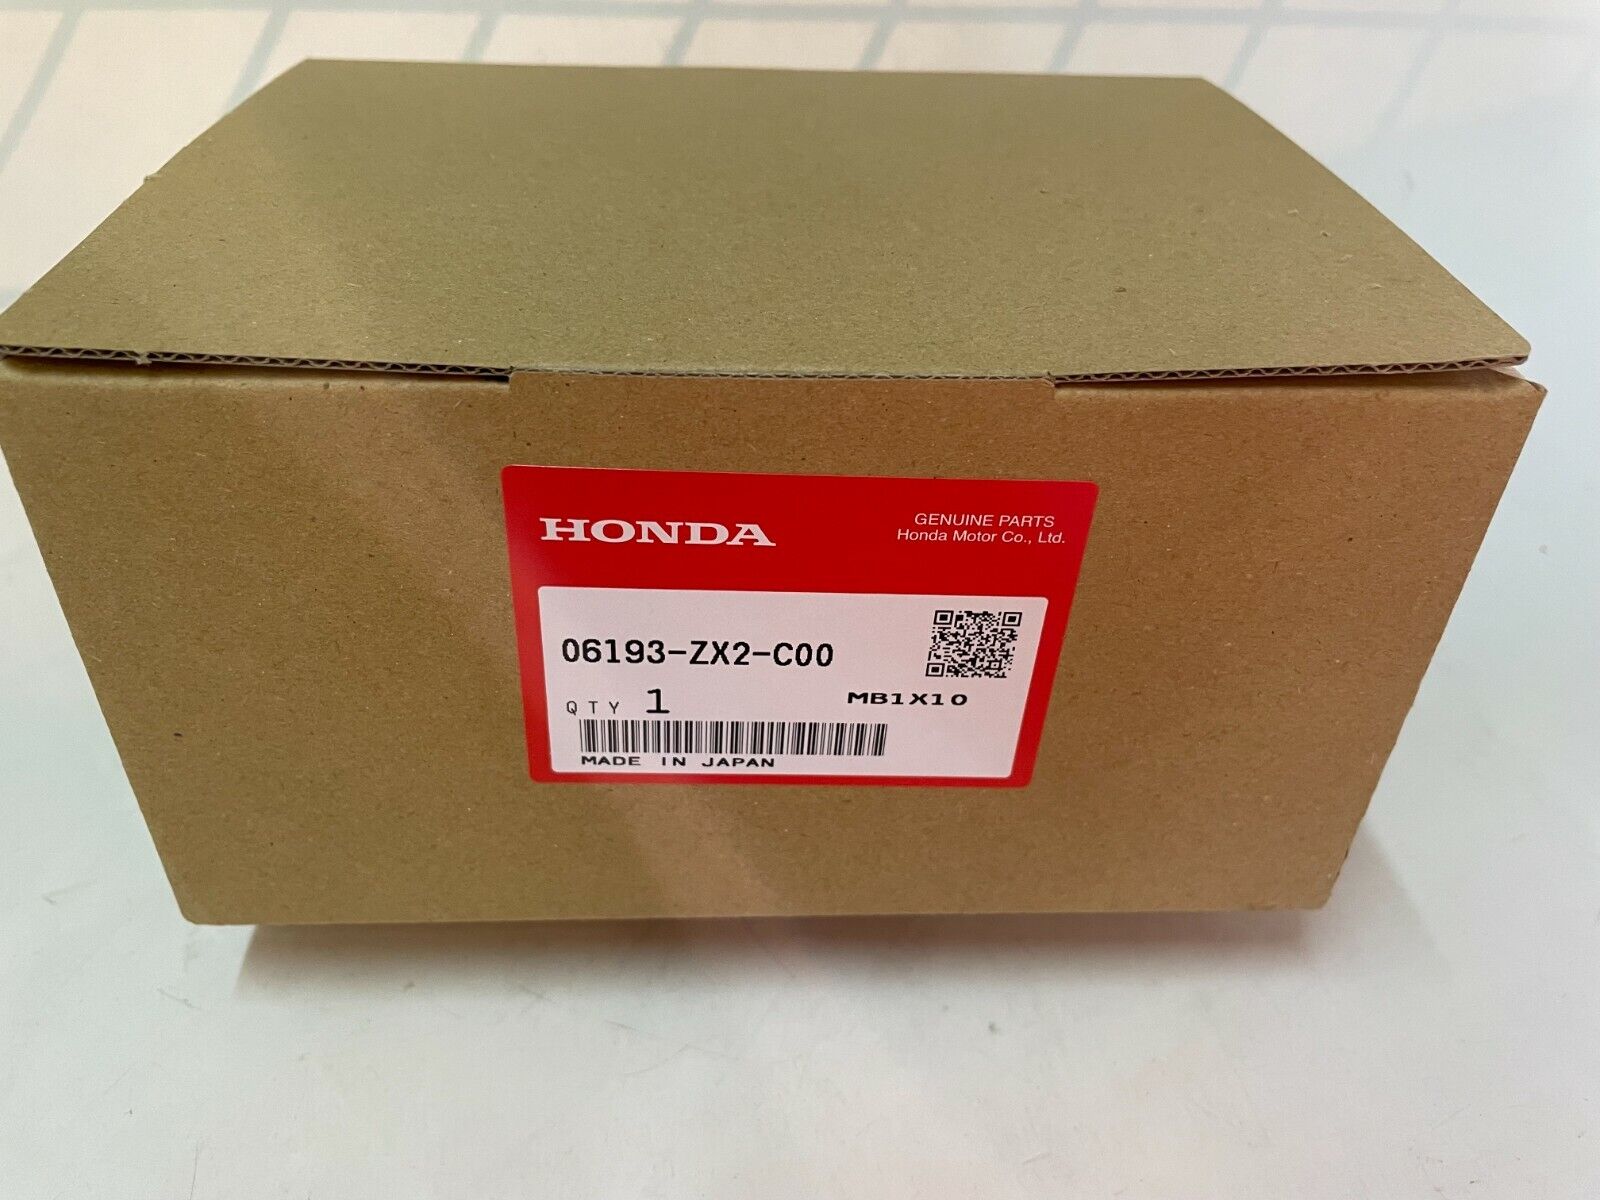 HONDA
GENUINE PARTS
Honda Motor Co., Ltd.
06193-ZX2-C00
QTY 1
MB1X10
MADE IN JAPAN